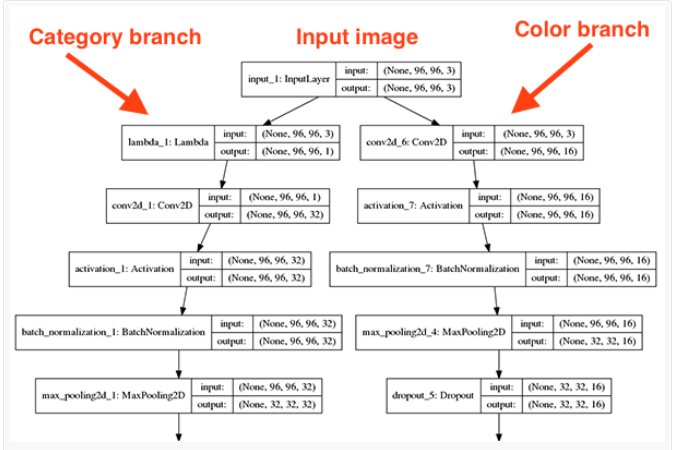 Category branch
Input image
Color branch
input_1: InputLayer
input: (None, 96, 96, 3)
output: (None, 96, 96, 3)
lambda_1: Lambda
input: (None, 96, 96, 3)
output: (None, 96, 96, 1)
conv2d_6: Conv2D
input: (None, 96, 96, 3)
output: (None, 96, 96, 16)
conv2d_1: Conv2D
input: (None, 96, 96, 1)
output: (None, 96, 96, 32)
activation_7: Activation
input: (None, 96, 96, 16)
output: (None, 96, 96, 16)
activation_1: Activation
input: (None, 96, 96, 32)
output: (None, 96, 96, 32)
batch_normalization_7: BatchNormalization
input: (None, 96, 96, 16)
output: (None, 96, 96, 16)
batch_normalization_1: BatchNormalization
input: (None, 96, 96, 32)
output: (None, 96, 96, 32)
max_pooling2d_4: MaxPooling2D
input: (None, 96, 96, 16)
output: (None, 32, 32, 16)
max_pooling2d_1: MaxPooling2D
input: (None, 96, 96, 32)
output: (None, 32, 32, 32)
dropout_5: Dropout
input: (None, 32, 32, 16)
output: (None, 32, 32, 16)